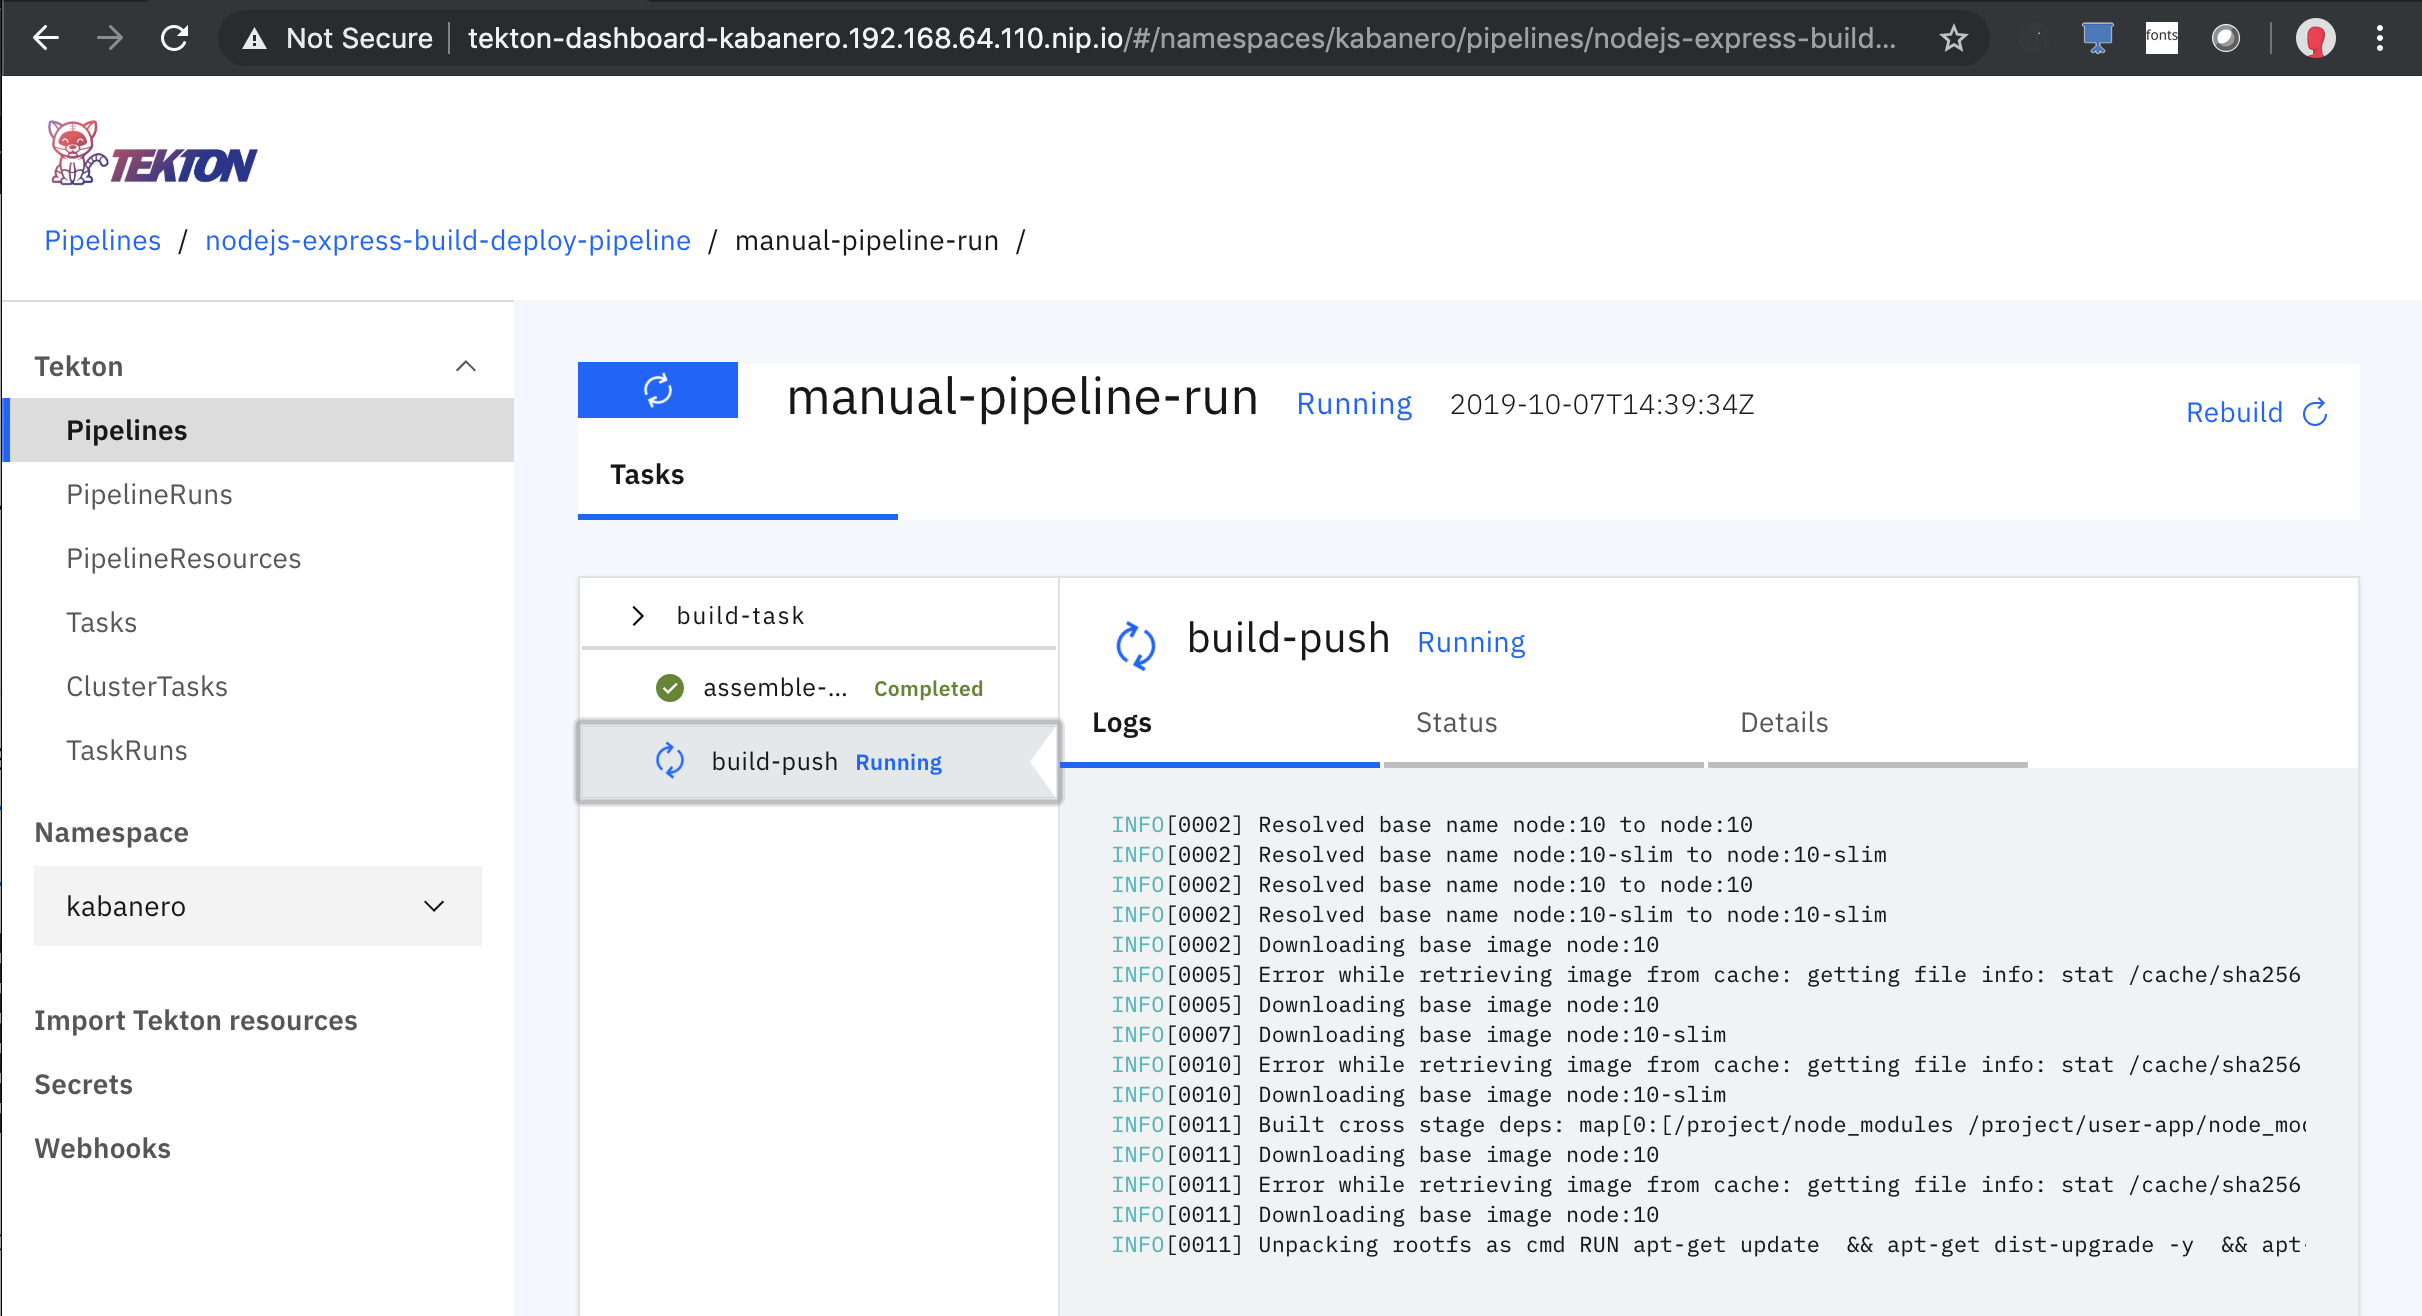 Not Secure tekton-dashboard-kabanero.192.168.64.110.nip.io/#/namespaces/kabanero/pipelines/nodejs-express-build...
fonts
TEKTON
Pipelines / nodejs-express-build-deploy-pipeline / manual-pipeline-run /
Tekton
Pipelines
PipelineRuns
PipelineResources
Tasks
ClusterTasks
TaskRuns
Namespace
kabanero
Import Tekton resources
Secrets
Webhooks
manual-pipeline-run Running 2019-10-07T14:39:34Z
Rebuild
Tasks
build-task
assemble-... Completed
build-push Running
build-push Running
Logs Status Details
INFO[0002] Resolved base name node:10 to node:10
INFO[0002] Resolved base name node:10-slim to node:10-slim
INFO[0002] Resolved base name node:10 to node:10
INFO[0002] Resolved base name node:10-slim to node:10-slim
INFO[0002] Downloading base image node:10
INFO[0005] Error while retrieving image from cache: getting file info: stat /cache/sha256
INFO[0005] Downloading base image node:10
INFO[0007] Downloading base image node:10-slim
INFO[0010] Error while retrieving image from cache: getting file info: stat /cache/sha256
INFO[0010] Downloading base image node:10-slim
INFO[0011] Built cross stage deps: map[0:[/project/node_modules /project/user-app/node_mo
INFO[0011] Downloading base image node:10
INFO[0011] Error while retrieving image from cache: getting file info: stat /cache/sha256
INFO[0011] Downloading base image node:10
INFO[0011] Unpacking rootfs as cmd RUN apt-get update  && apt-get dist-upgrade -y  && apt-